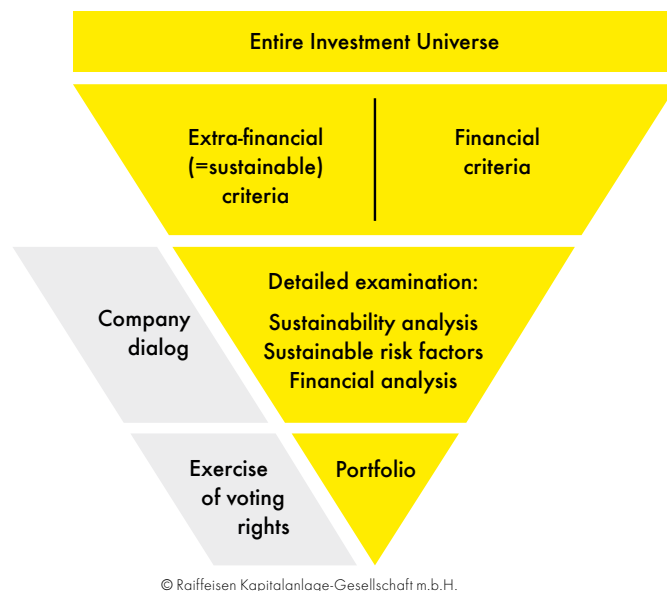 Entire Investment Universe
Extra-financial
(=sustainable)
criteria
Financial
criteria
Company
dialog
Detailed examination:
Sustainability analysis
Sustainable risk factors
Financial analysis
Exercise
of voting
rights
Portfolio
© Raiffeisen Kapitalanlage-Gesellschaft m.b.H.